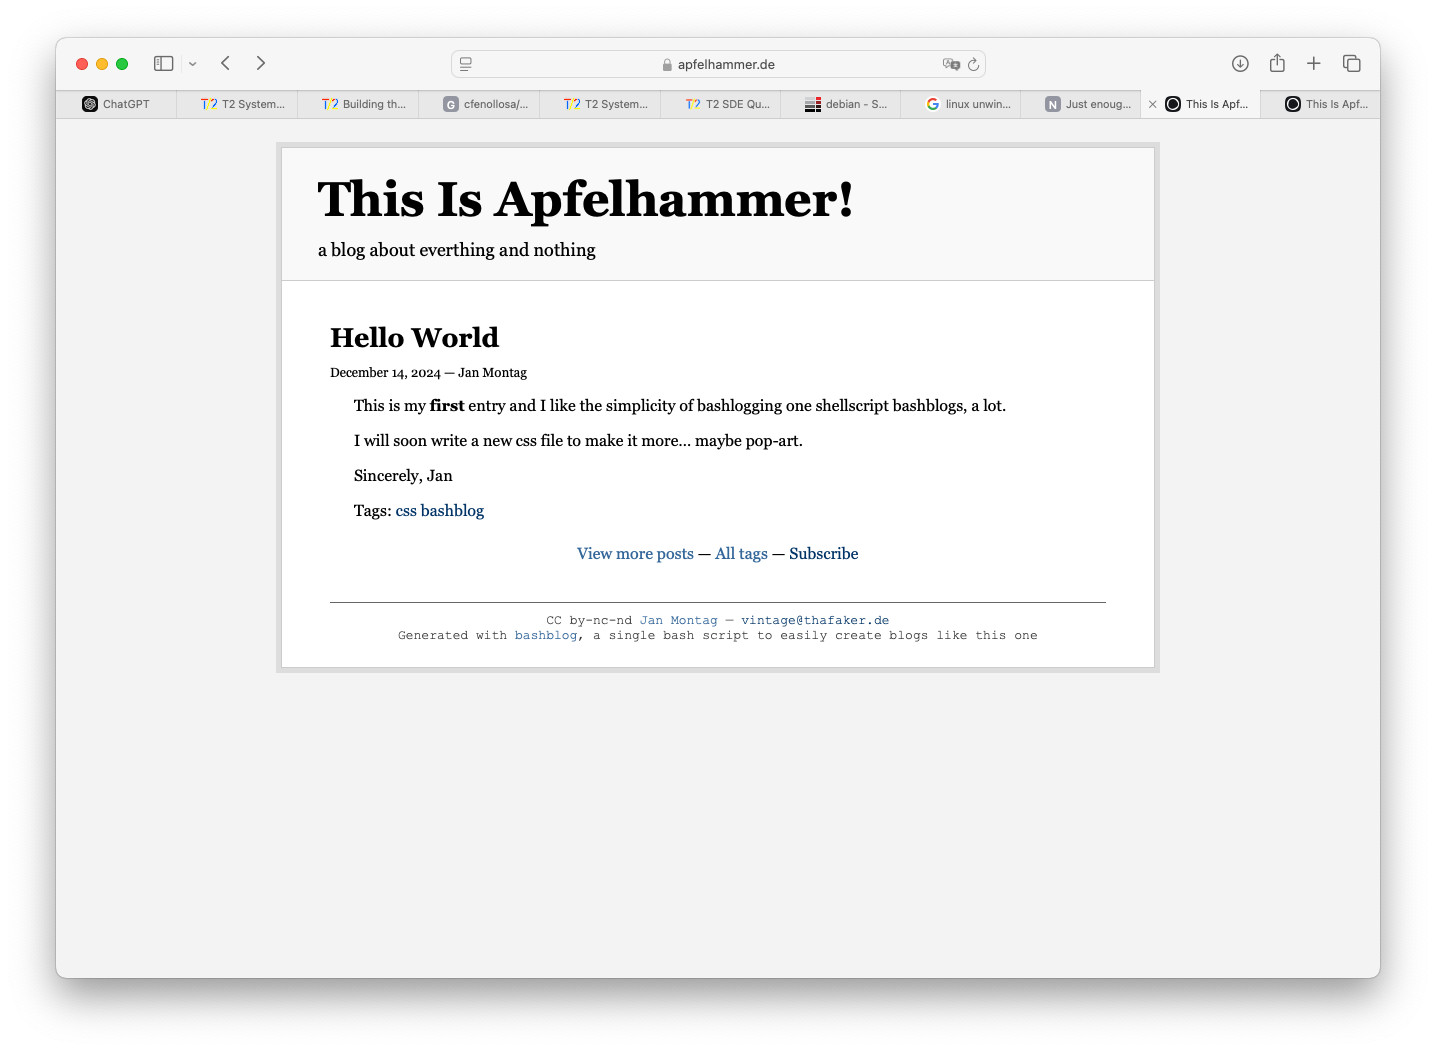 apfelhammer.de
ChatGPT
T2 System...
Building th...
cfenollosa/...
T2 System...
T2 SDE Qu...
debian - S...
linux unwin...
Just enoug...
This Is Apf...
This Is Apf...
This Is Apfelhammer!
a blog about everthing and nothing
Hello World
December 14, 2024 — Jan Montag
This is my first entry and I like the simplicity of bashlogging one shellscript bashblogs, a lot.
I will soon write a new css file to make it more... maybe pop-art.
Sincerely, Jan
Tags: css bashblog
View more posts — All tags — Subscribe
CC by-nc-nd Jan Montag — vintage@thafaker.de
Generated with bashblog, a single bash script to easily create blogs like this one